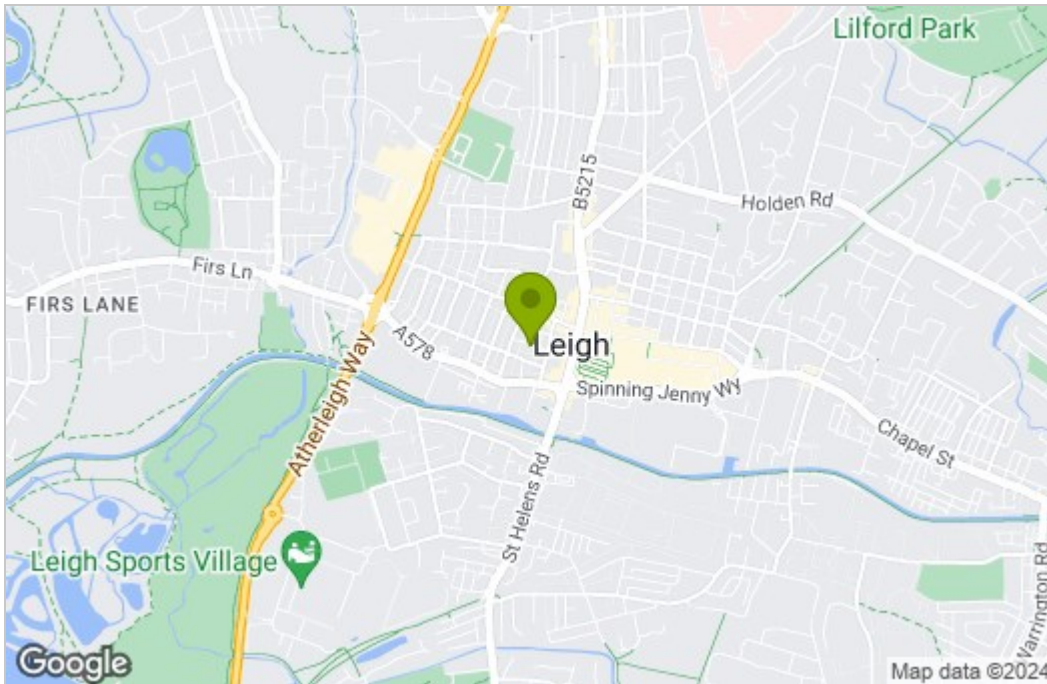 Lilford Park
B5215
Holden Rd
Firs Ln
FIRS LANE
A578
Leigh
Atherleigh Way
Spinning Jenny Wy
Chapel St
St Helens Rd
Leigh Sports Village
Warrington Rd
Google
Map data ©2024